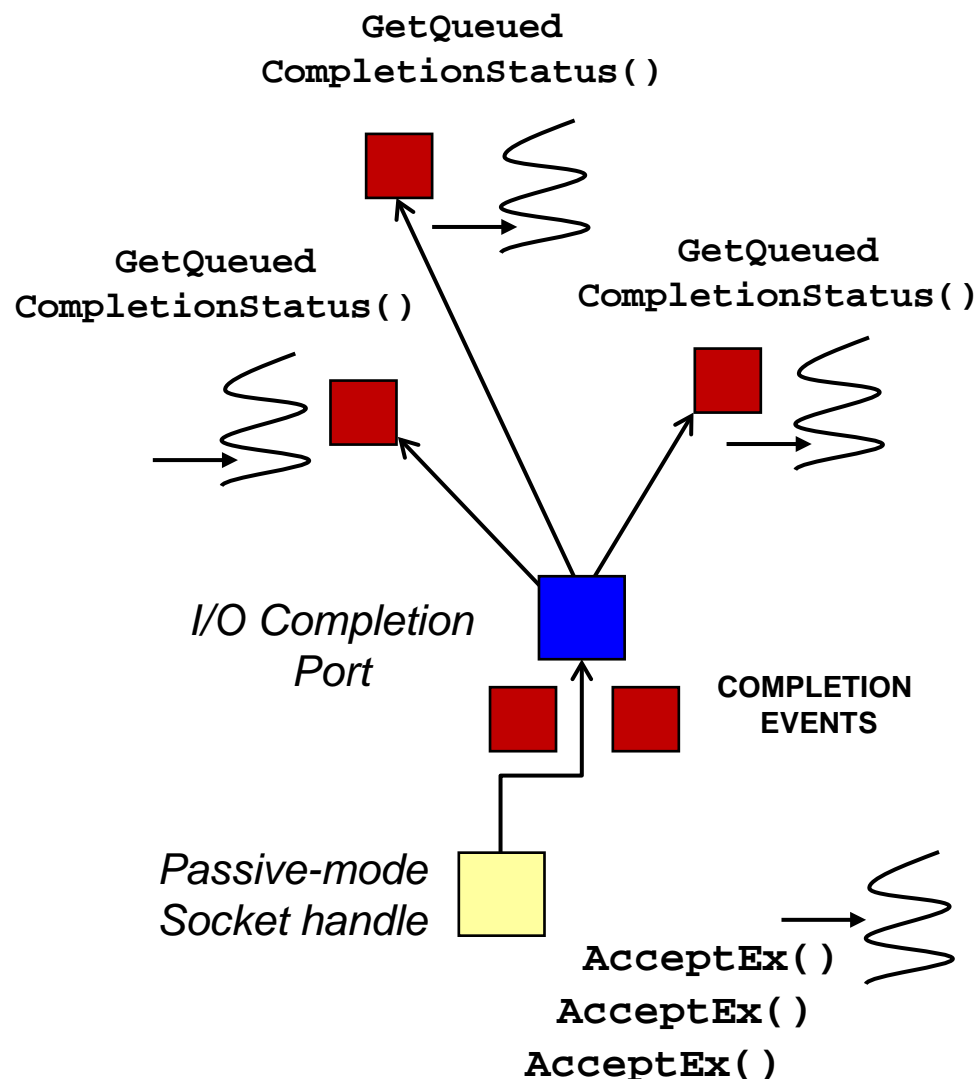 GetQueued
CompletionStatus()
GetQueued
CompletionStatus()
GetQueued
CompletionStatus()
I/O Completion
Port
COMPLETION
EVENTS
Passive-mode
Socket handle
AcceptEx()
AcceptEx()
AcceptEx()